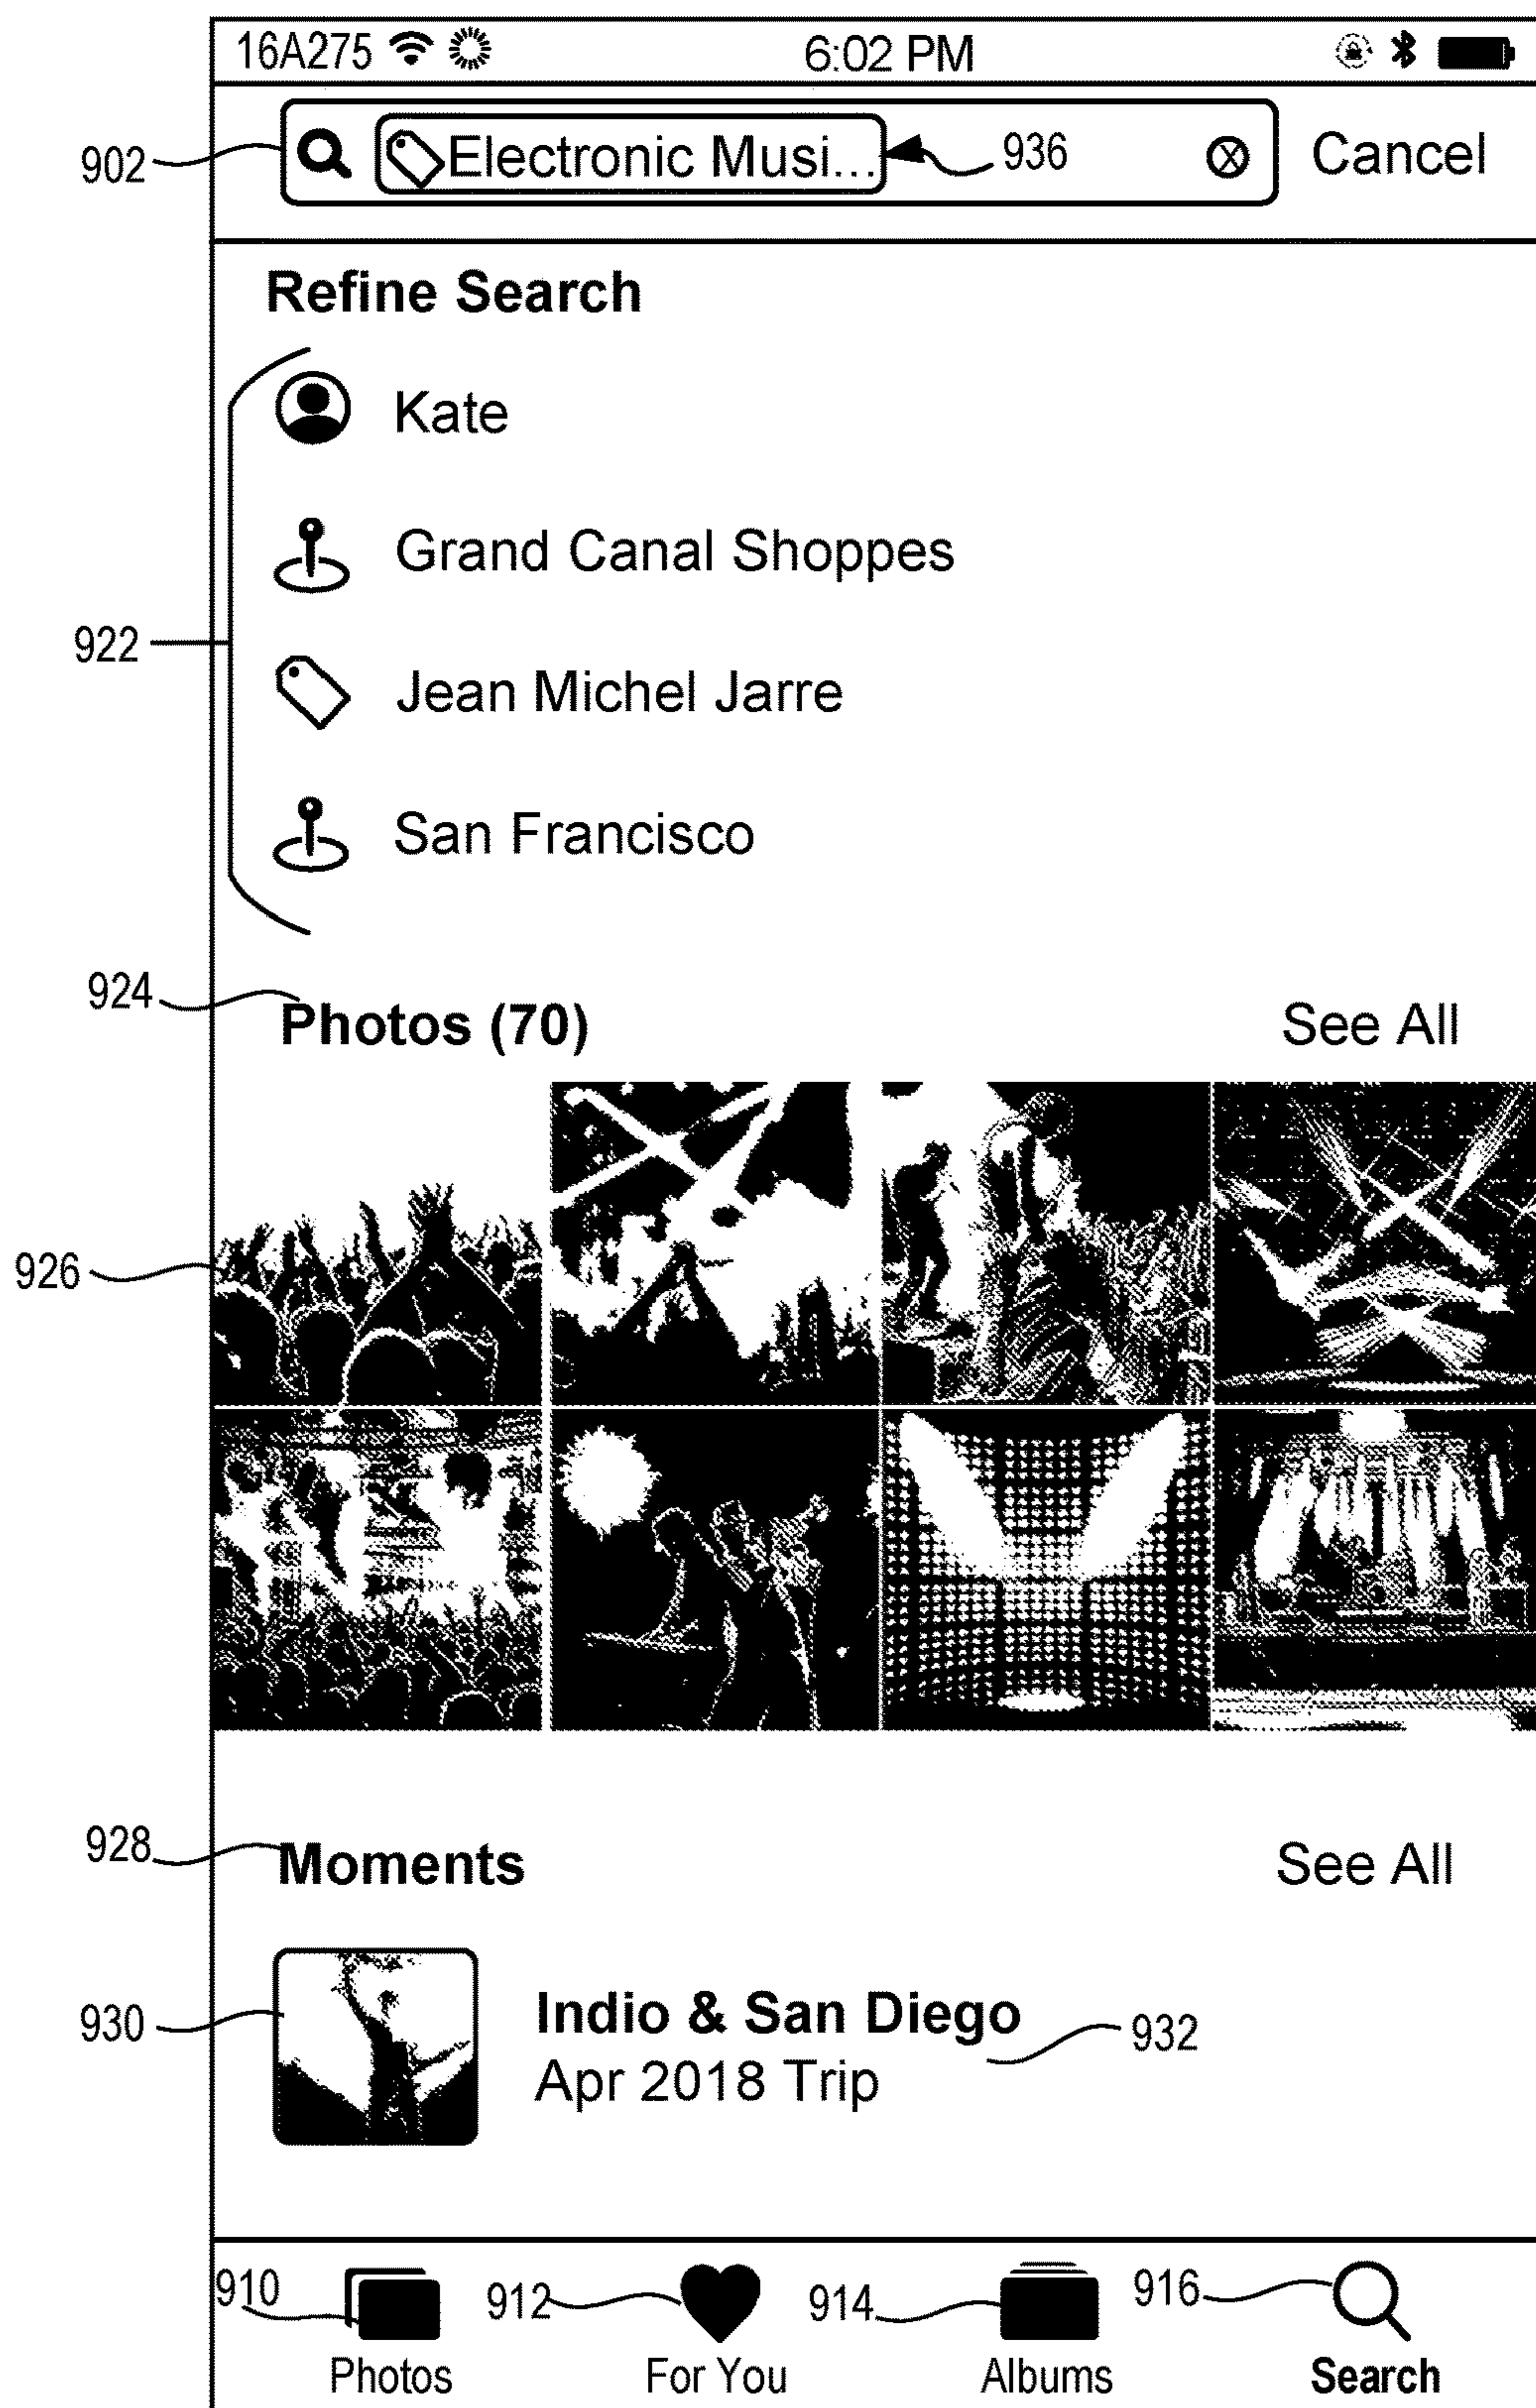 16A275 6:02 PM
902 Electronic Musi... 936 Cancel
Refine Search
Kate
Grand Canal Shoppes
922
Jean Michel Jarre
San Francisco
924
Photos (70) See All
926
928
Moments See All
930
Indio & San Diego
932
Apr 2018 Trip
910 912 914 916
Photos For You Albums Search